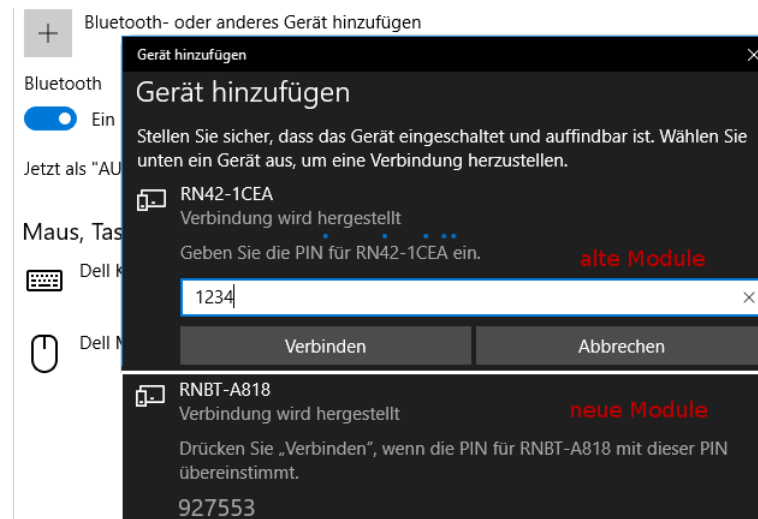 Bluetooth- oder anderes Gerät hinzufügen
Gerät hinzufügen
Bluetooth
Gerät hinzufügen
Ein
Stellen Sie sicher, dass das Gerät eingeschaltet und auffindbar ist. Wählen Sie
unten ein Gerät aus, um eine Verbindung herzustellen.
Jetzt als "AU
RN42-1CEA
Verbindung wird hergestellt
Maus, Tas
Geben Sie die PIN für RN42-1CEA ein.
alte Module
Dell K
1234
Dell M
Verbinden
Abbrechen
RNBT-A818
Verbindung wird hergestellt
neue Module
Drücken Sie „Verbinden“, wenn die PIN für RNBT-A818 mit dieser PIN
übereinstimmt.
927553